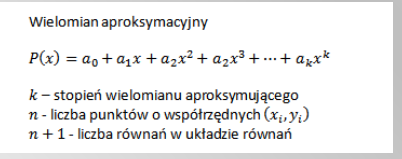 Wielomian aproksymacyjny
P(x) = a₀ + a₁x + a₂x² + a₂x³ + ⋯ + aₖxᵏ
k – stopień wielomianu aproksymującego
n - liczba punktów o współrzędnych (xᵢ, yᵢ)
n + 1 - liczba równań w układzie równań